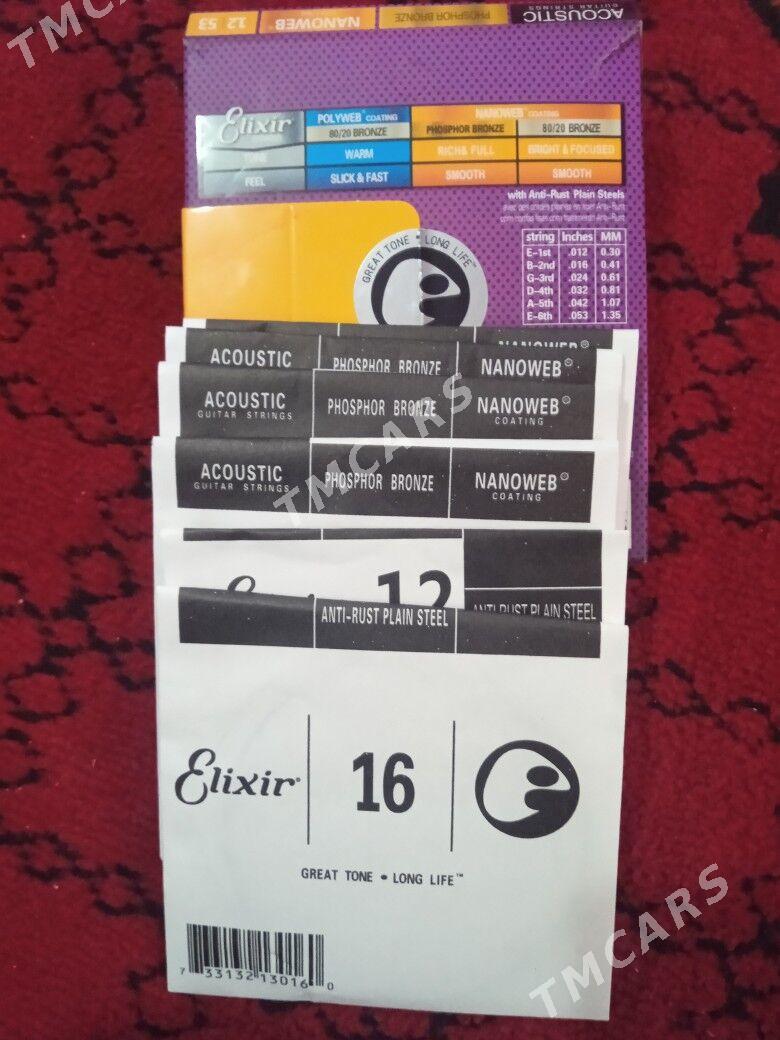 ACOUSTIC
GUITAR STRINGS
PHOSPHOR BRONZE
NANOWEB
12 53
TMCARS
Elixir
POLYWEB COATING
NANOWEB COATING
80/20 BRONZE
PHOSPHOR BRONZE
80/20 BRONZE
TONE
WARM
RICH & FULL
BRIGHT & FOCUSED
FEEL
SLICK & FAST
SMOOTH
SMOOTH
with Anti-Rust Plain Steels
string Inches MM
E-1st .012 0.30
B-2nd .016 0.41
G-3rd .024 0.61
D-4th .032 0.81
A-5th .042 1.07
E-6th .053 1.35
GREAT TONE • LONG LIFE™
NANOWEB
ACOUSTIC
PHOSPHOR BRONZE
NANOWEB®
ACOUSTIC
GUITAR STRINGS
PHOSPHOR BRONZE
NANOWEB®
COATING
TMCARS
ACOUSTIC
GUITAR STRINGS
PHOSPHOR BRONZE
NANOWEB®
COATING
12
ANTI-RUST PLAIN STEEL
ANTI-RUST PLAIN STEEL
Elixir®
16
GREAT TONE • LONG LIFE™
7 33132 13016 0
TMCARS